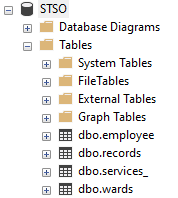 STSO
Database Diagrams
Tables
System Tables
FileTables
External Tables
Graph Tables
dbo.employee
dbo.records
dbo.services_
dbo.wards